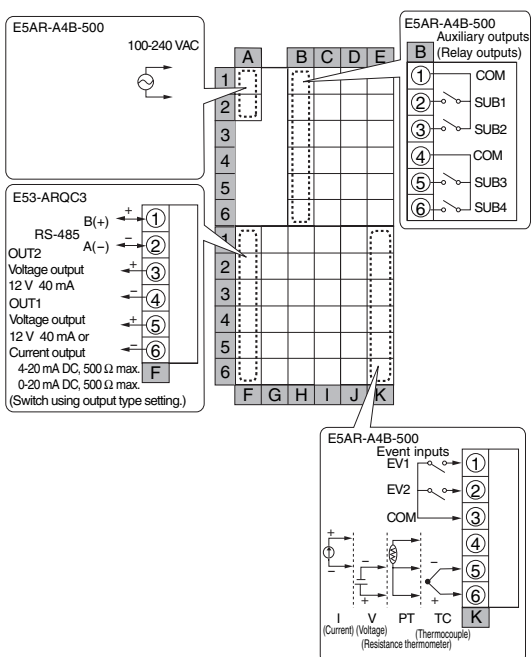 E5AR-A4B-500
100-240 VAC
A B C D E
1
2
3
4
5
6
1
2
3
4
5
6
F G H I J K
E5AR-A4B-500
Auxiliary outputs
(Relay outputs)
B
1 COM
2 SUB1
3 SUB2
4 COM
5 SUB3
6 SUB4
E53-ARQC3
B(+) + 1
RS-485
A(−) − 2
OUT2
Voltage output + 3
12 V 40 mA
− 4
OUT1
Voltage output + 5
12 V 40 mA or
Current output − 6
4-20 mA DC, 500 Ω max.
0-20 mA DC, 500 Ω max.
F
(Switch using output type setting.)
E5AR-A4B-500
Event inputs
EV1 1
EV2 2
COM 3
4
+ − 5
− + − + 6
I V PT TC K
(Current) (Voltage) (Thermocouple)
(Resistance thermometer)